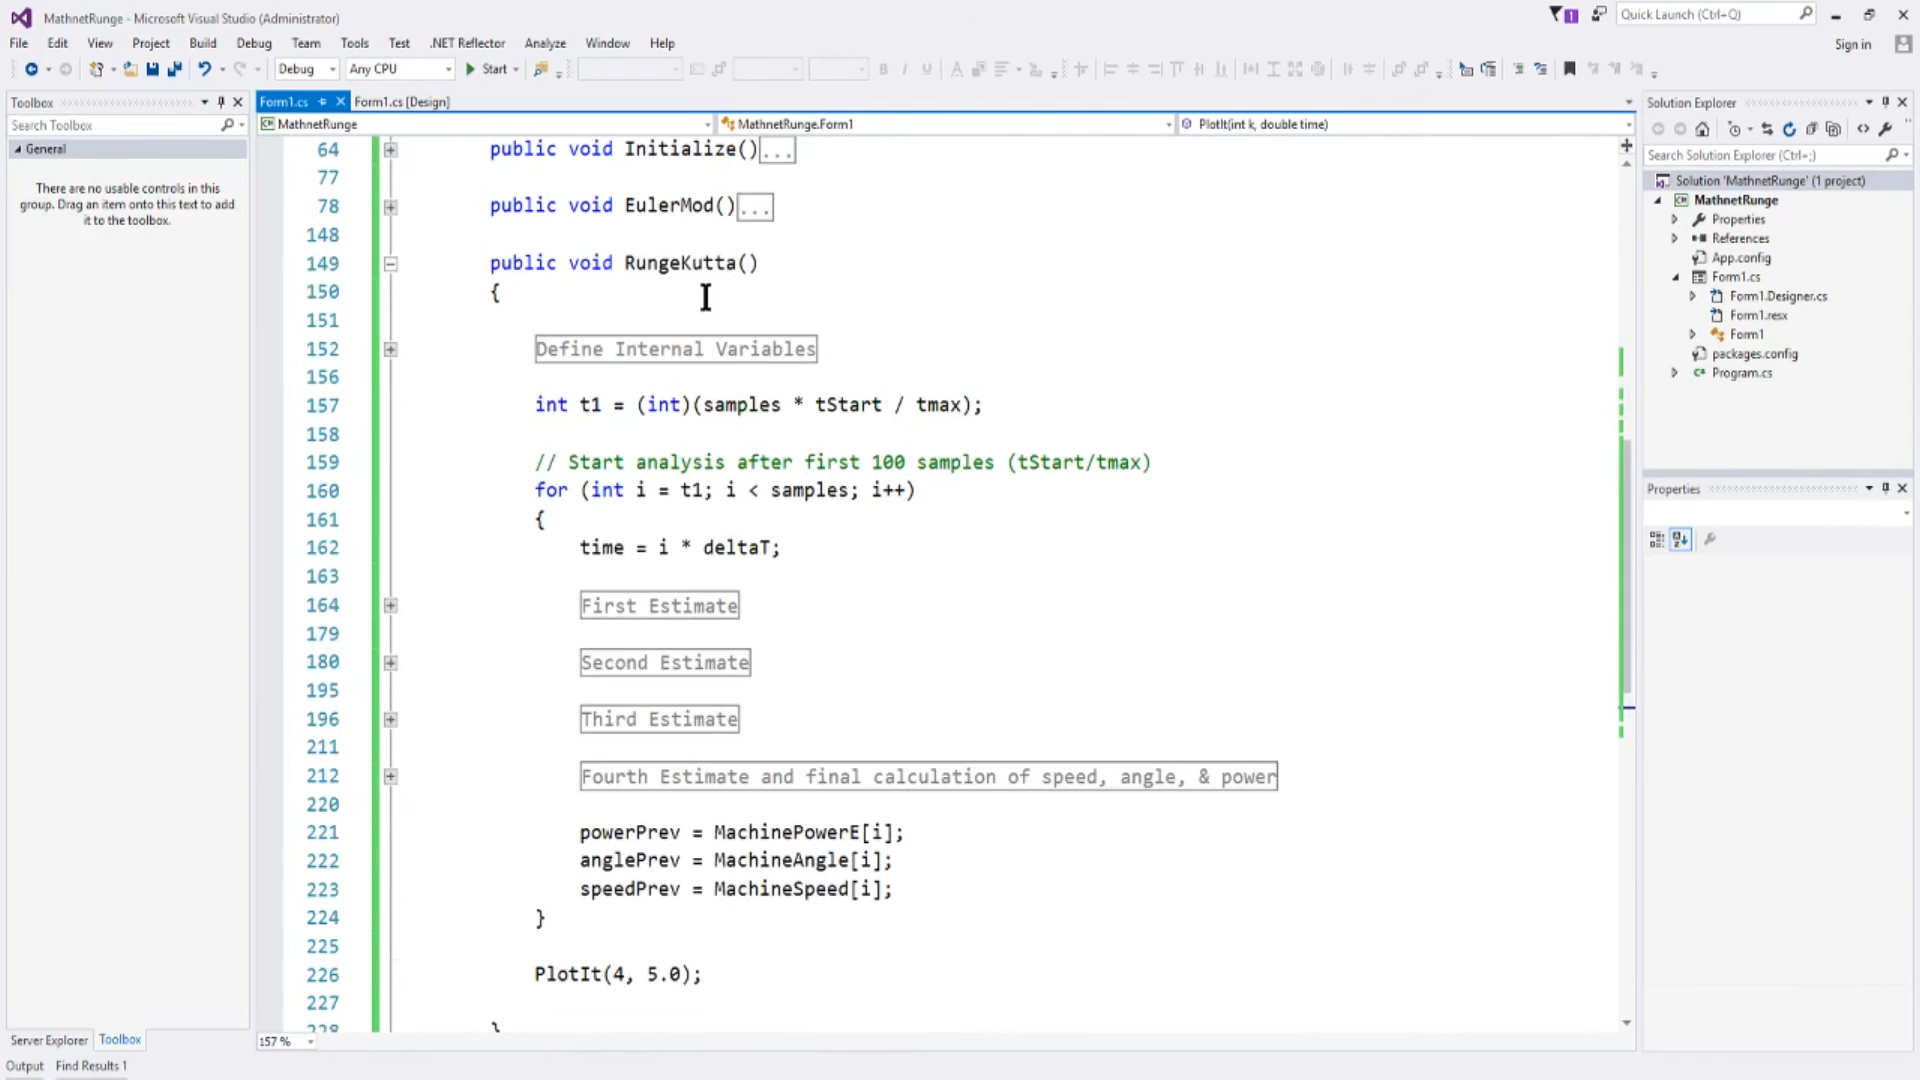 MathnetRunge - Microsoft Visual Studio (Administrator)
1
Quick Launch (Ctrl+Q)
File Edit View Project Build Debug Team Tools Test .NET Reflector Analyze Window Help
Sign in
Debug Any CPU Start
Toolbox
Search Toolbox
General
There are no usable controls in this
group. Drag an item onto this text to add
it to the toolbox.
Form1.cs Form1.cs [Design]
MathnetRunge MathnetRunge.Form1 PlotIt(int k, double time)
64 public void Initialize()...
77
78 public void EulerMod()...
148
149 public void RungeKutta()
150 {
151
152 Define Internal Variables
156
157 int t1 = (int)(samples * tStart / tmax);
158
159 // Start analysis after first 100 samples (tStart/tmax)
160 for (int i = t1; i < samples; i++)
161 {
162 time = i * deltaT;
163
164 First Estimate
179
180 Second Estimate
195
196 Third Estimate
211
212 Fourth Estimate and final calculation of speed, angle, & power
220
221 powerPrev = MachinePowerE[i];
222 anglePrev = MachineAngle[i];
223 speedPrev = MachineSpeed[i];
224 }
225
226 PlotIt(4, 5.0);
227
228 }
157 %
Server Explorer Toolbox
Output Find Results 1
Solution Explorer
Search Solution Explorer (Ctrl+;)
Solution 'MathnetRunge' (1 project)
MathnetRunge
Properties
References
App.config
Form1.cs
Form1.Designer.cs
Form1.resx
Form1
packages.config
Program.cs
Properties